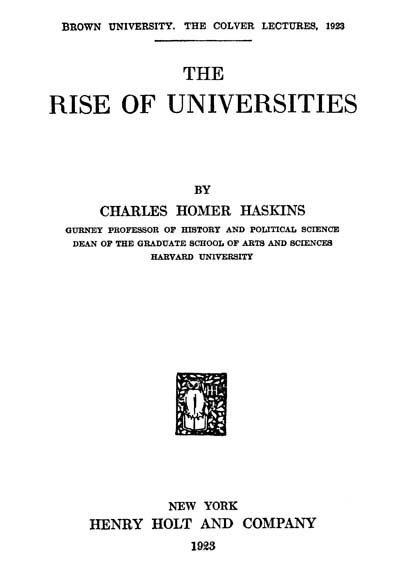 BROWN UNIVERSITY. THE COLVER LECTURES, 1923
THE
RISE OF UNIVERSITIES
BY
CHARLES HOMER HASKINS
GURNEY PROFESSOR OF HISTORY AND POLITICAL SCIENCE
DEAN OF THE GRADUATE SCHOOL OF ARTS AND SCIENCES
HARVARD UNIVERSITY
NEW YORK
HENRY HOLT AND COMPANY
1923